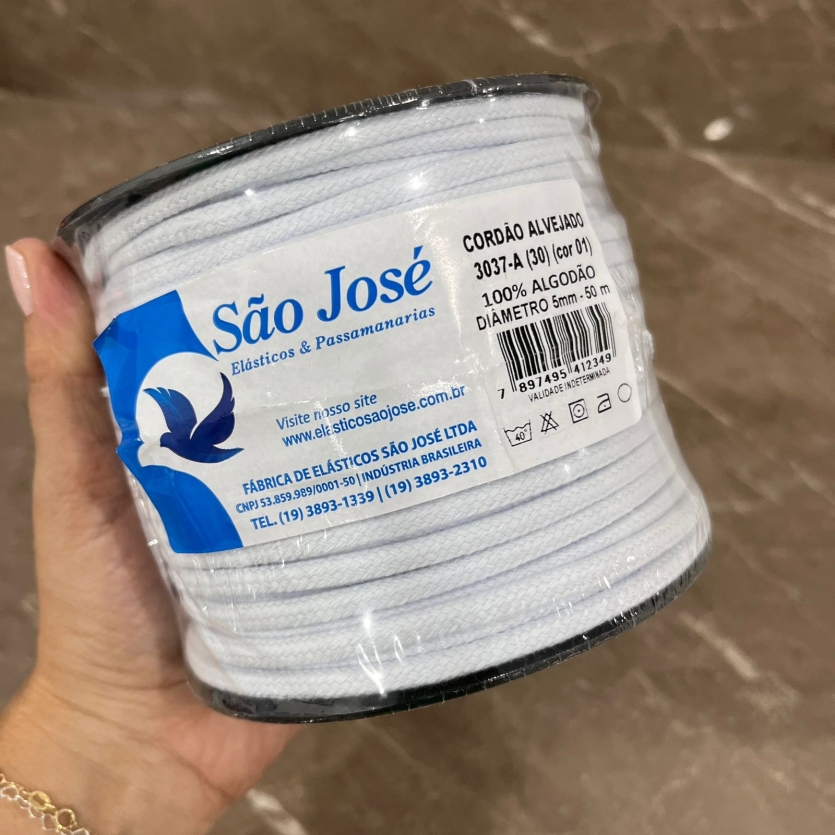 São José
Elásticos & Passamanarias
Visite nosso site
www.elasticosaojose.com.br
FÁBRICA DE ELÁSTICOS SÃO JOSÉ LTDA
CNPJ 53.859.989/0001-50 | INDÚSTRIA BRASILEIRA
TEL. (19) 3893-1339 | (19) 3893-2310
CORDÃO ALVEJADO
3037-A (30) (cor 01)
100% ALGODÃO
DIÂMETRO 5mm - 50 m
7 897495 412349
VALIDADE INDETERMINADA
40°